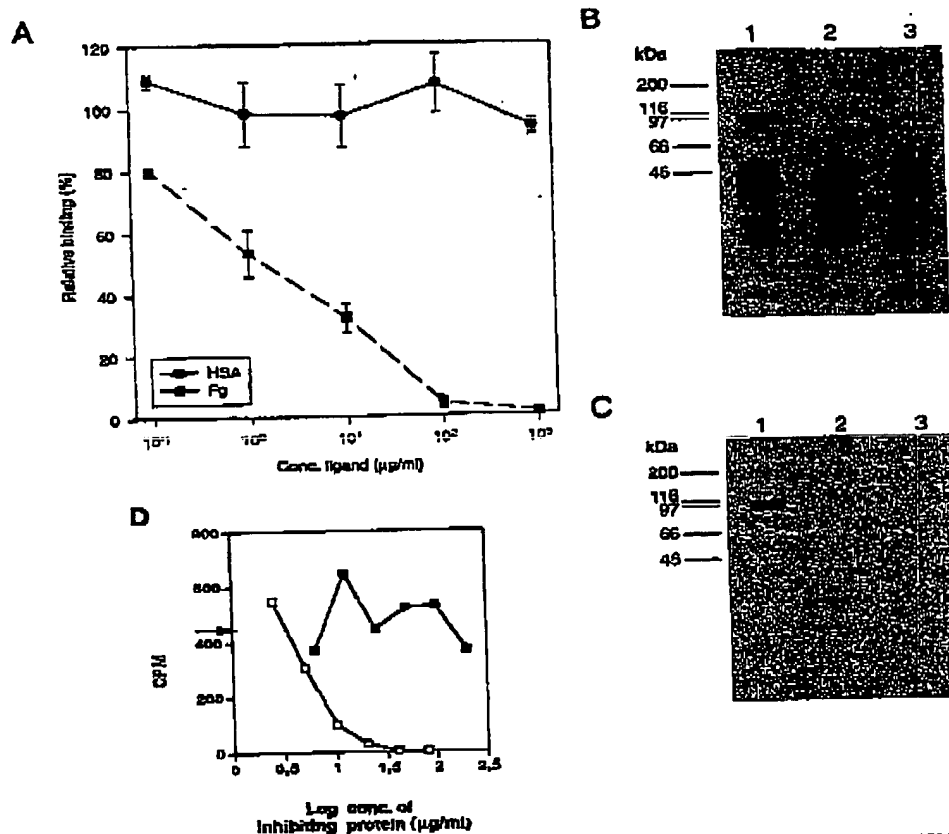 A
120
100
80
60
40
20
0
Relative binding (%)
HSA
Fg
10⁻¹ 10⁰ 10¹ 10² 10³
Conc. ligand (µg/ml)
B
1 2 3
kDa
200
116
97
66
45
C
1 2 3
kDa
200
116
97
66
45
D
800
600
400
200
0
CPM
0 0,5 1 1,5 2 2,5
Log conc. of
inhibiting protein (µg/ml)